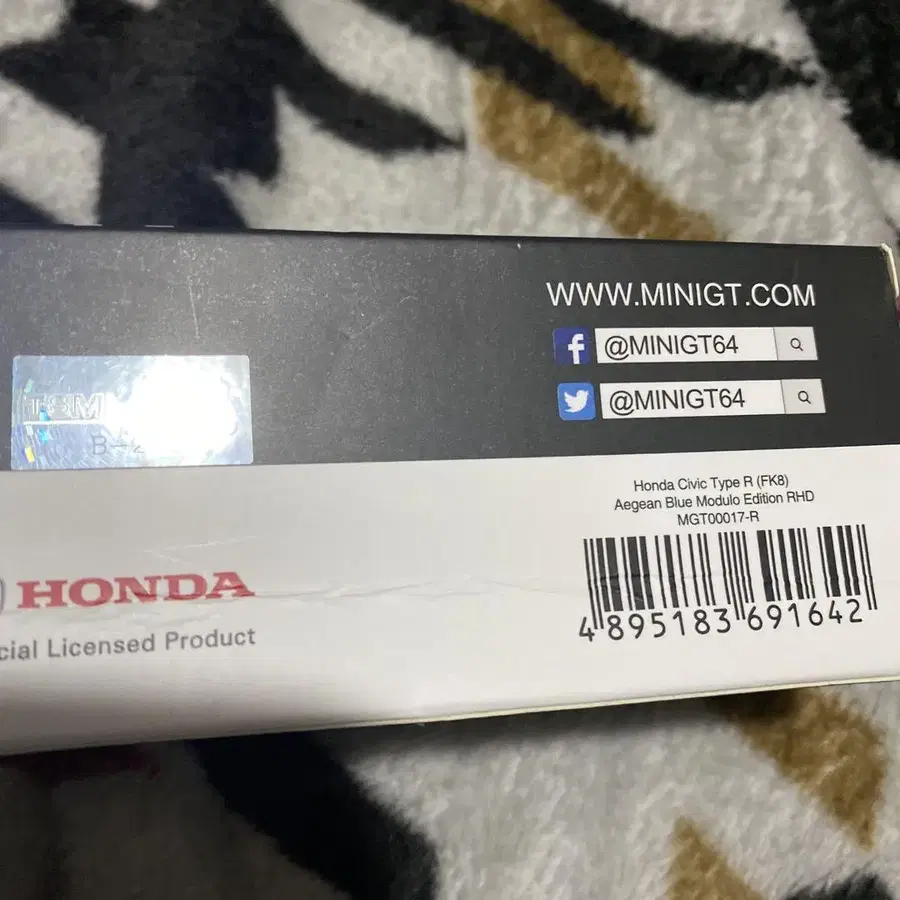 WWW.MINIGT.COM
@MINIGT64
@MINIGT64
TSM
Honda Civic Type R (FK8)
Aegean Blue Modulo Edition RHD
MGT00017-R
4 895183 691642
HONDA
Licensed Product